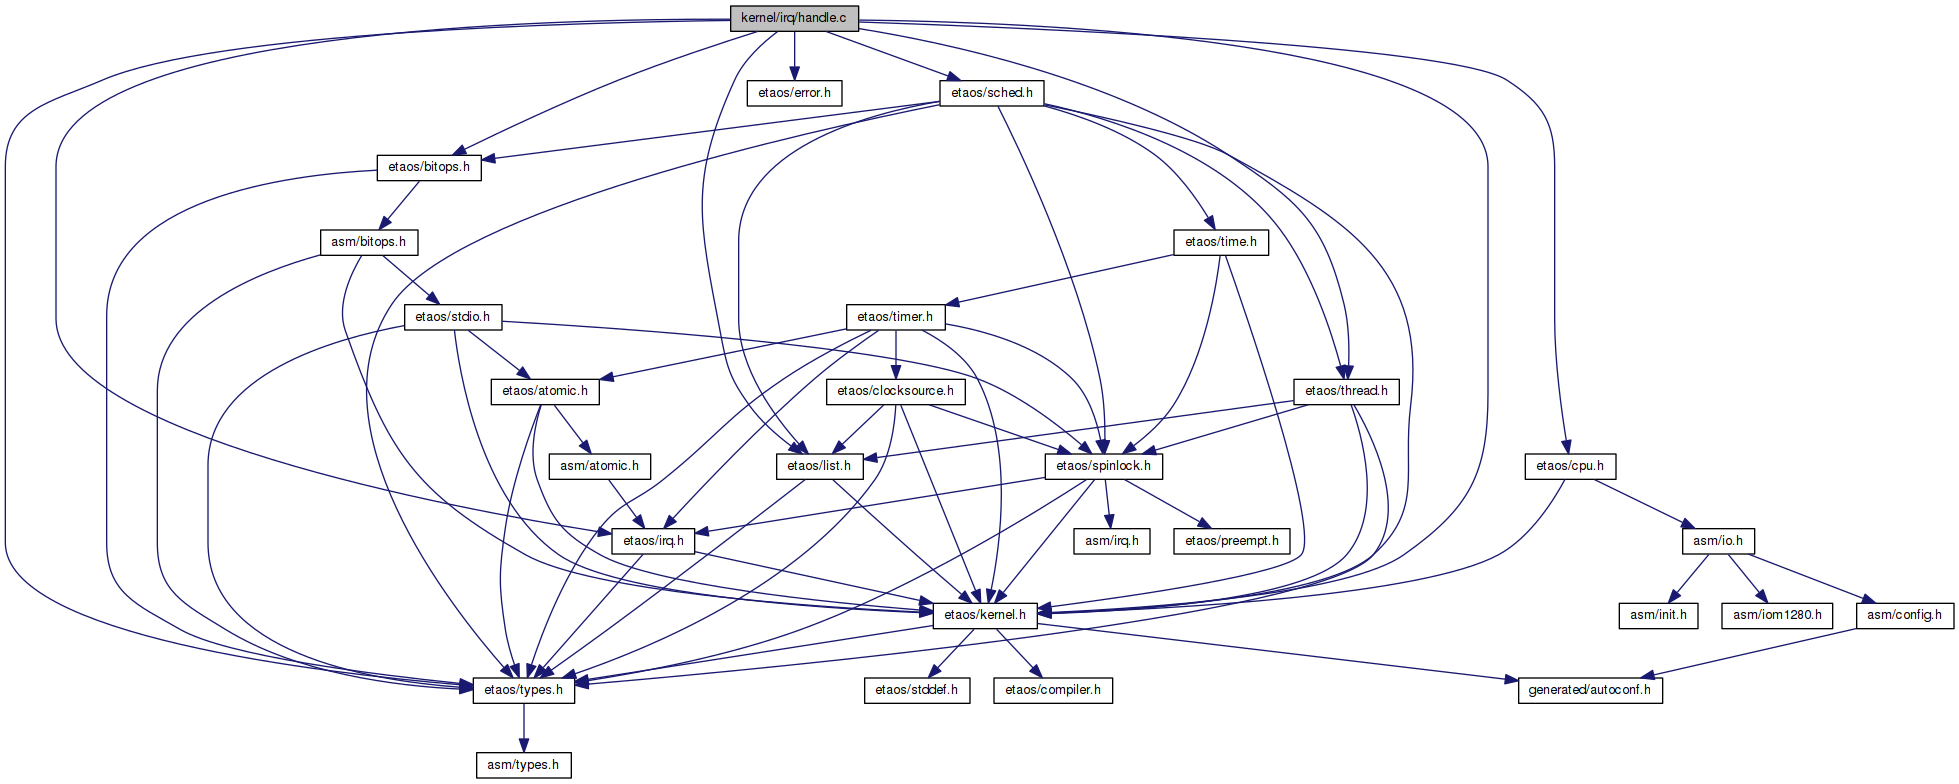 kernel/irq/handle.c
etaos/error.h
etaos/sched.h
etaos/bitops.h
asm/bitops.h
etaos/time.h
etaos/stdio.h
etaos/timer.h
etaos/atomic.h
etaos/clocksource.h
etaos/thread.h
asm/atomic.h
etaos/list.h
etaos/spinlock.h
etaos/cpu.h
etaos/irq.h
asm/irq.h
etaos/preempt.h
asm/io.h
etaos/kernel.h
asm/init.h
asm/iom1280.h
asm/config.h
etaos/types.h
etaos/stddef.h
etaos/compiler.h
generated/autoconf.h
asm/types.h